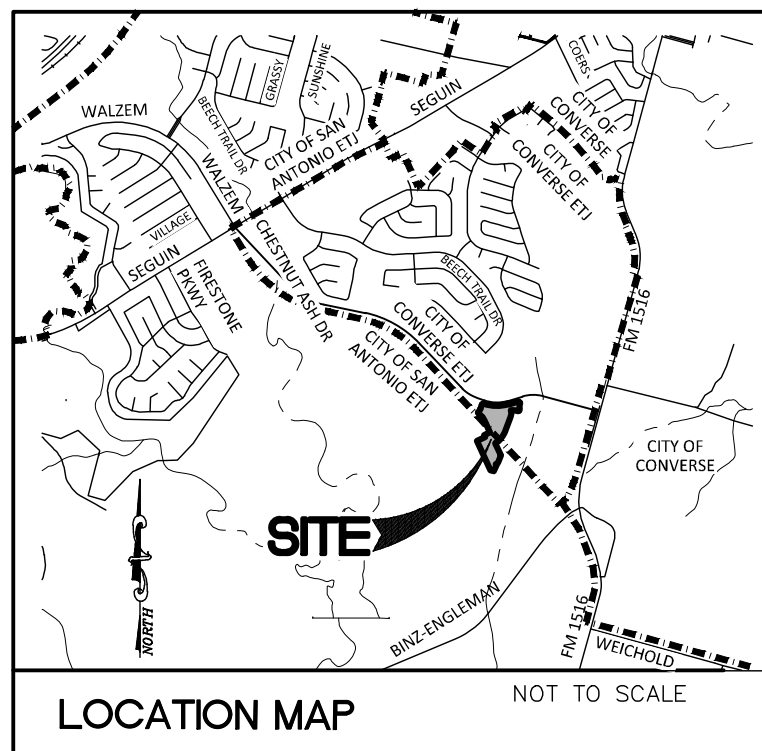 COERS
SUNSHINE
GRASSY
WALZEM
BEECH TRAIL DR
SEGUIN
CITY OF
CONVERSE
CITY OF SAN
ANTONIO ETJ
CITY OF
CONVERSE ETJ
WALZEM
VILLAGE
SEGUIN
FIRESTONE
PKWY
CHESTNUT ASH DR
BEECH TRAIL DR
CITY OF
CONVERSE ETJ
CITY OF SAN
ANTONIO ETJ
FM 1516
CITY OF
CONVERSE
SITE
NORTH
BINZ-ENGLEMAN
FM 1516
WEICHOLD
LOCATION MAP
NOT TO SCALE